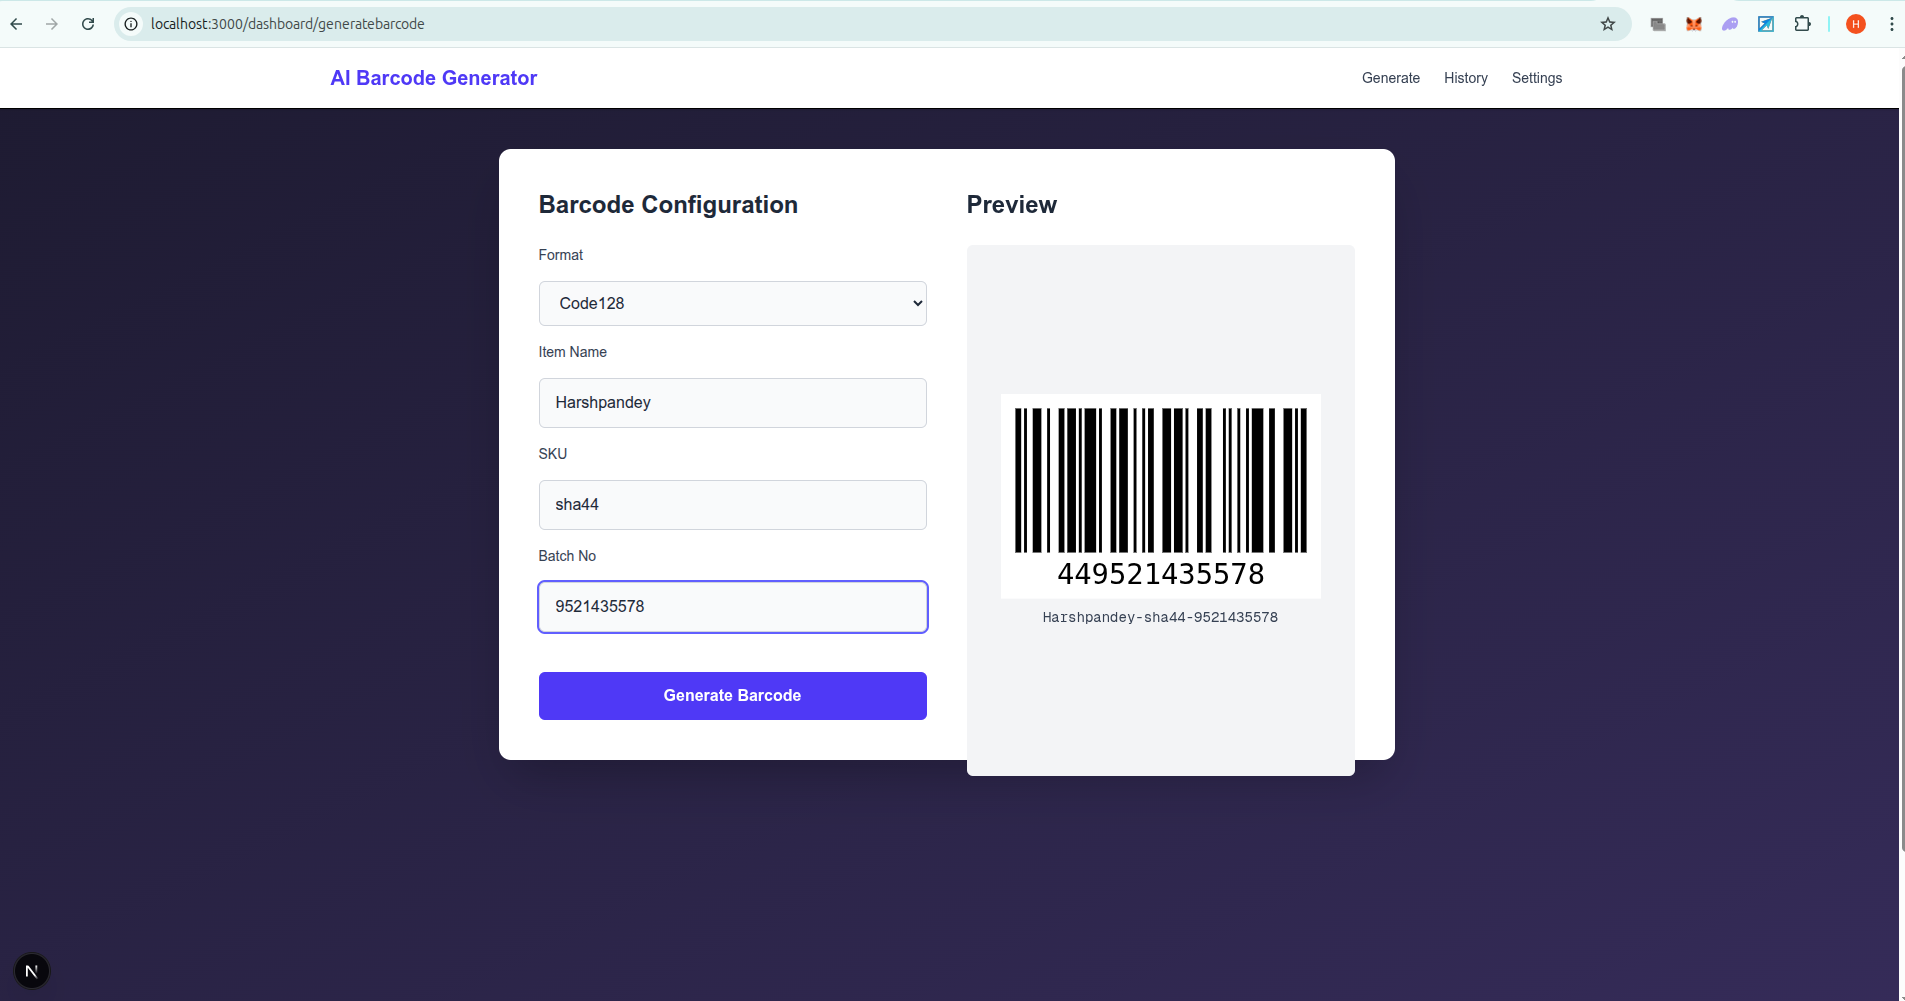 localhost:3000/dashboard/generatebarcode
H
AI Barcode Generator
Generate
History
Settings
Barcode Configuration
Format
Code128
Item Name
Harshpandey
SKU
sha44
Batch No
9521435578
Generate Barcode
Preview
449521435578
Harshpandey-sha44-9521435578
N